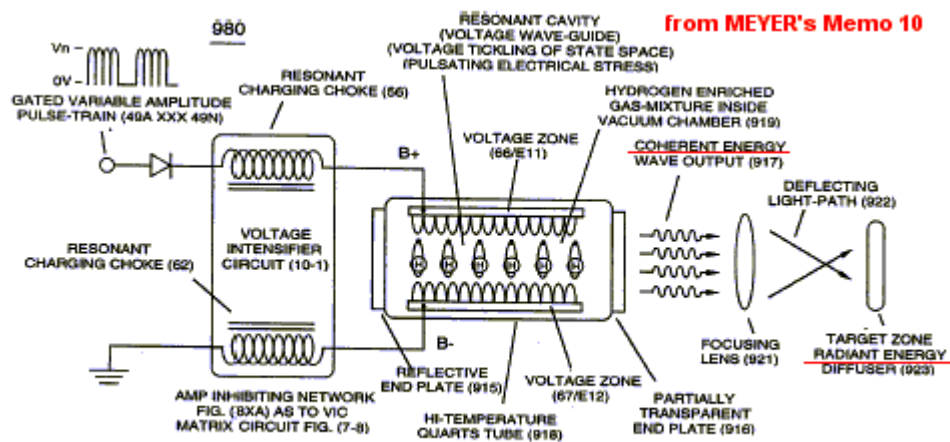 from MEYER's Memo 10
980
Vn
0V
GATED VARIABLE AMPLITUDE
PULSE-TRAIN (49A XXX 49N)
RESONANT
CHARGING CHOKE (56)
RESONANT CAVITY
(VOLTAGE WAVE-GUIDE)
(VOLTAGE TICKLING OF STATE SPACE)
(PULSATING ELECTRICAL STRESS)
HYDROGEN ENRICHED
GAS-MIXTURE INSIDE
VACUUM CHAMBER (919)
VOLTAGE ZONE
(66/E11)
COHERENT ENERGY
WAVE OUTPUT (917)
DEFLECTING
LIGHT-PATH (922)
B+
VOLTAGE
INTENSIFIER
CIRCUIT (10-1)
RESONANT
CHARGING CHOKE (62)
H H H H H H
B-
REFLECTIVE
END PLATE (915)
VOLTAGE ZONE
(67/E12)
FOCUSING
LENS (921)
TARGET ZONE
RADIANT ENERGY
DIFFUSER (923)
AMP INHIBITING NETWORK
FIG. (8XA) AS TO VIC
MATRIX CIRCUIT FIG. (7-8)
HI-TEMPERATURE
QUARTS TUBE (918)
PARTIALLY
TRANSPARENT
END PLATE (916)